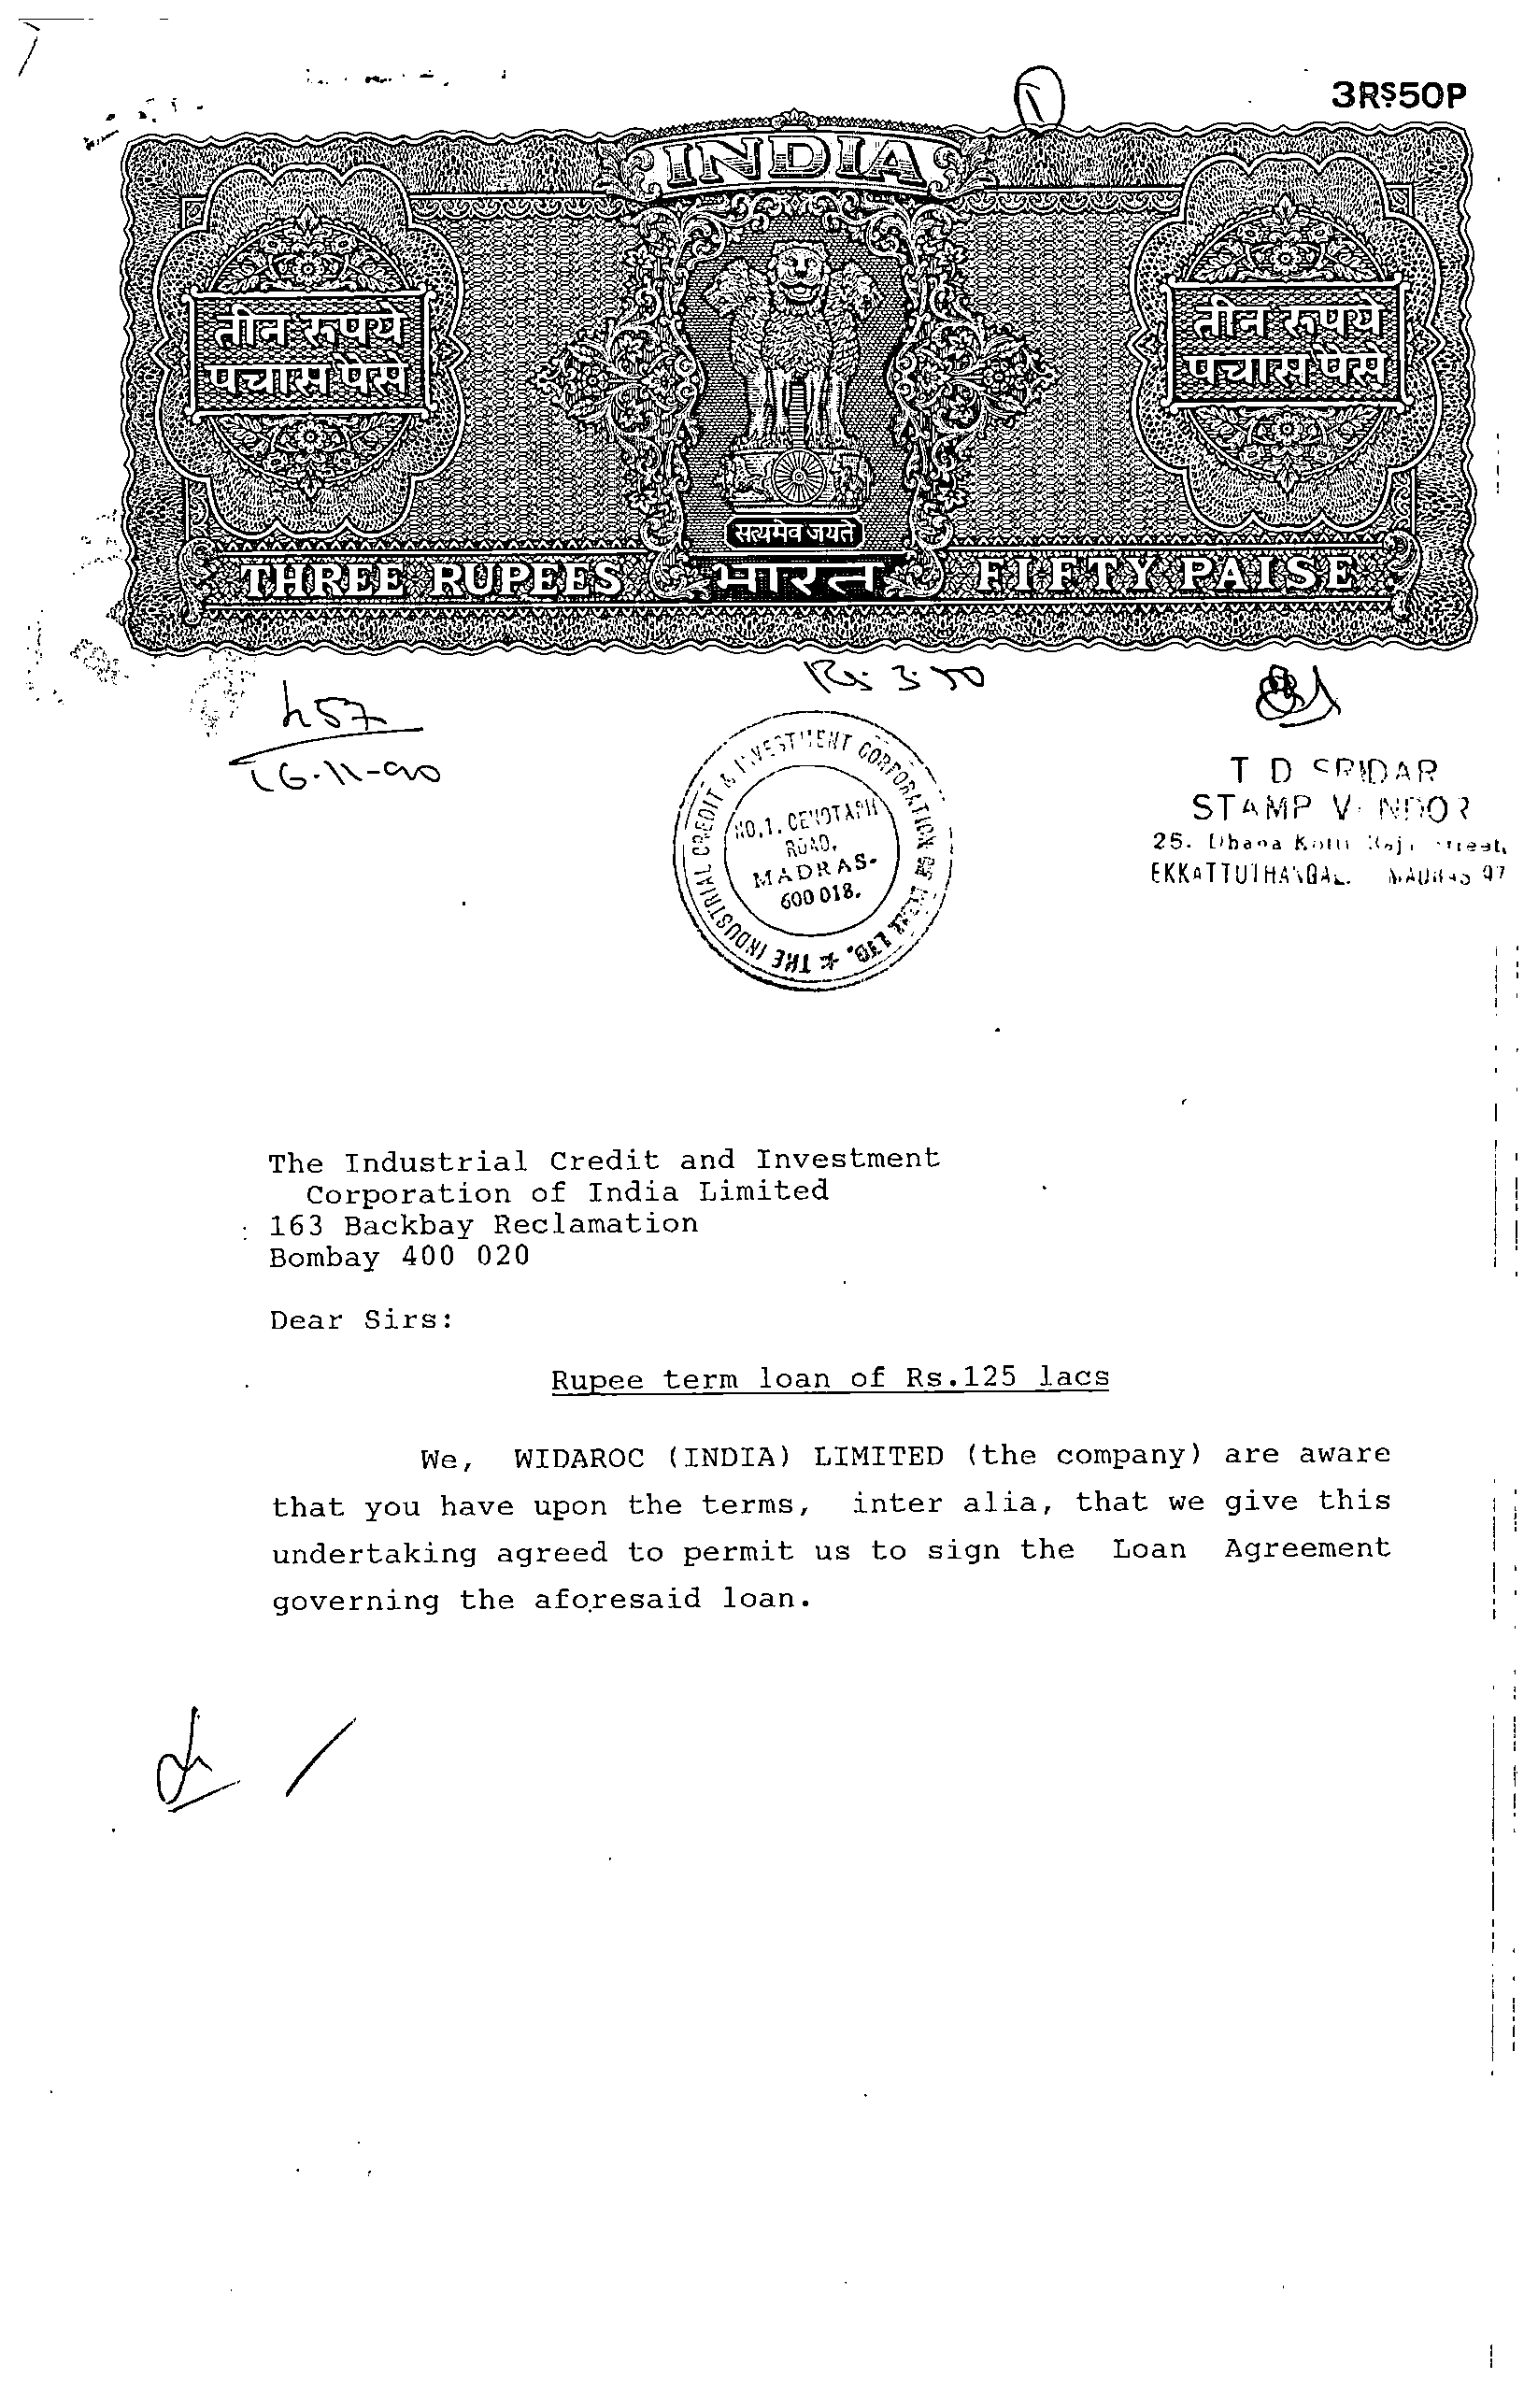 3Rs50P
INDIA
तीन रूपये
पचास पैसे
तीन रूपये
पचास पैसे
सत्यमेव जयते
THREE RUPEES भारत FIFTY PAISE
Rs 3.50
457
16-11-90
THE INDUSTRIAL CREDIT & INVESTMENT CORPORATION OF INDIA LTD.
NO.1, CENOTAPH
ROAD,
MADRAS-
600 018.
T D SRIDAR
STAMP VENDOR
25. Dhana Street,
EKKATTUTHANGAL. MADRAS 97
The Industrial Credit and Investment
Corporation of India Limited
163 Backbay Reclamation
Bombay 400 020
Dear Sirs:
Rupee term loan of Rs.125 lacs
We, WIDAROC (INDIA) LIMITED (the company) are aware
that you have upon the terms, inter alia, that we give this
undertaking agreed to permit us to sign the Loan Agreement
governing the aforesaid loan.